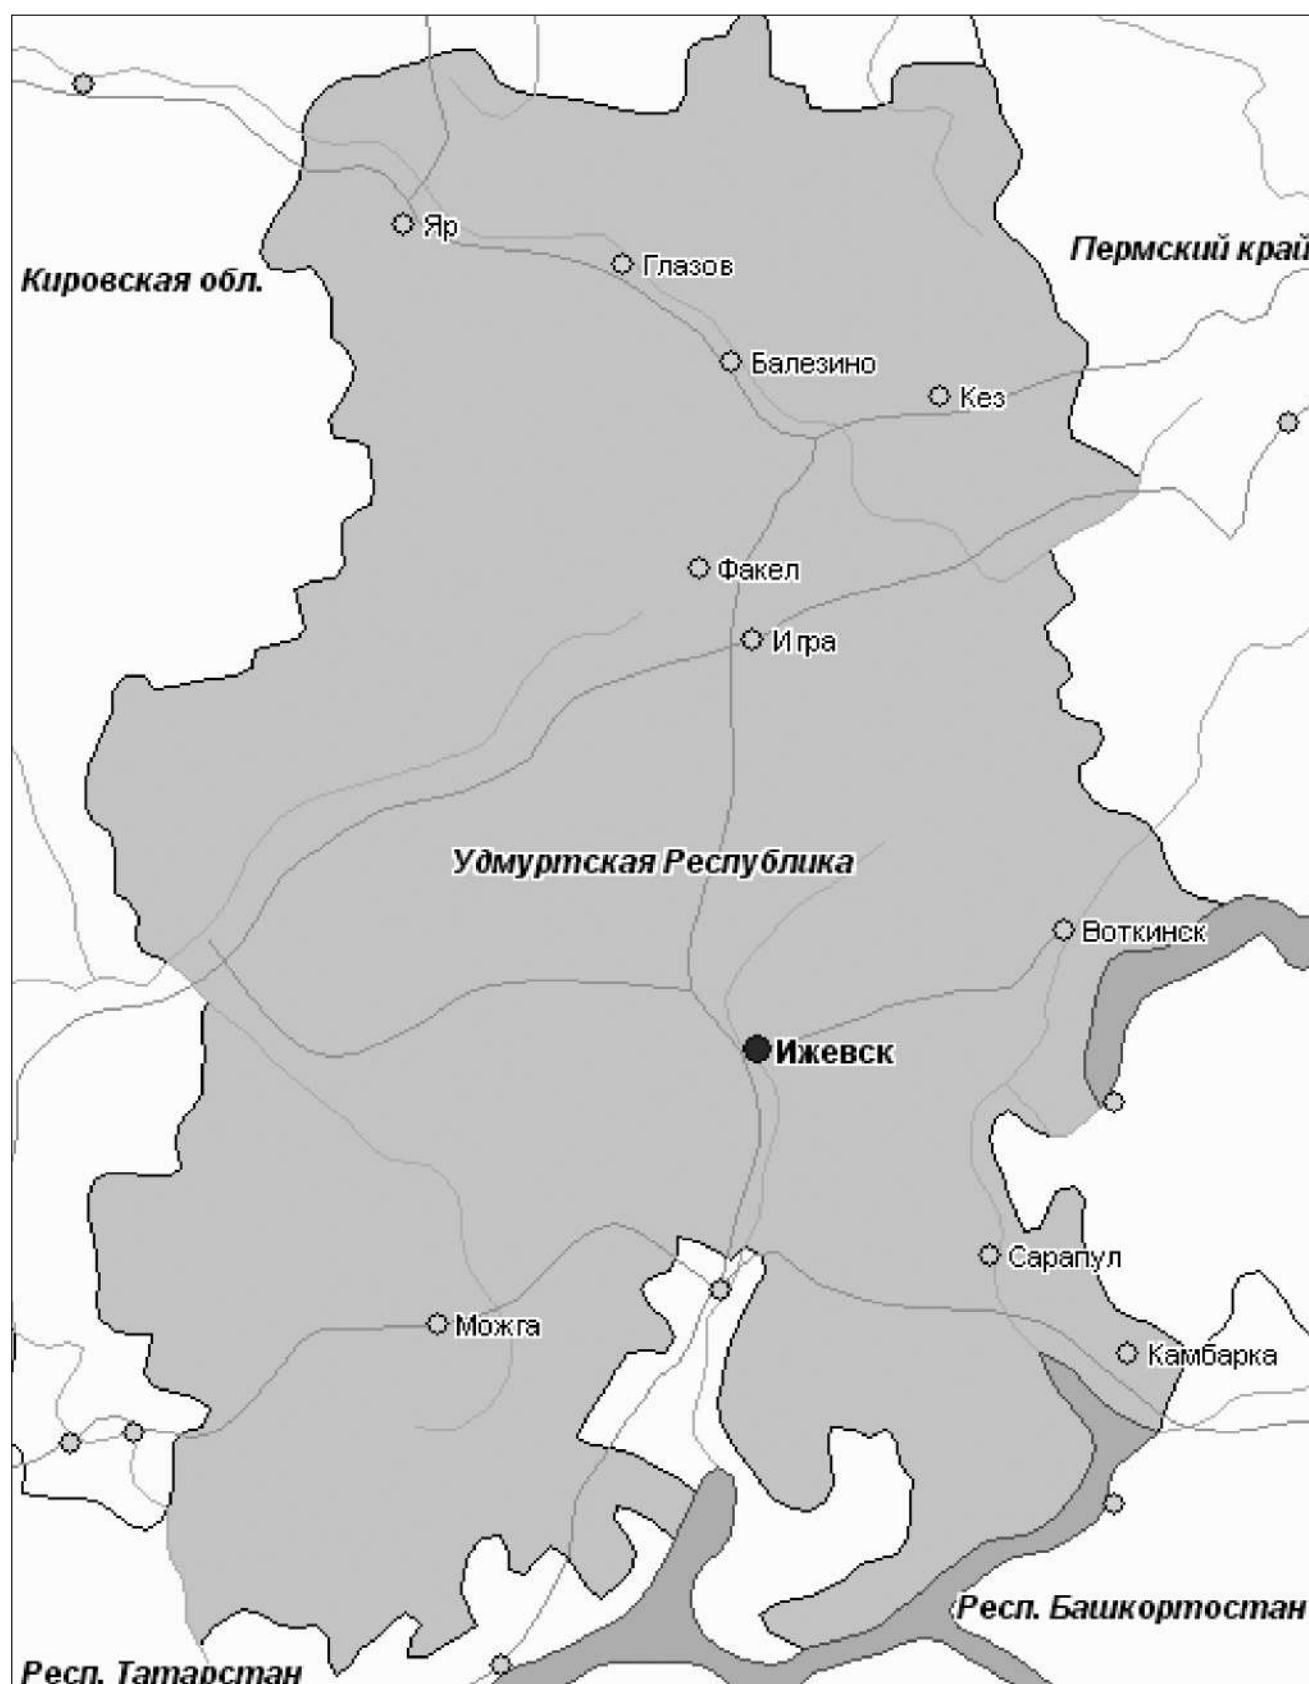 Яр
Пермский край
Глазов
Кировская обл.
Балезино
Кез
Факел
Игра
Удмуртская Республика
Воткинск
Ижевск
Сарапул
Можга
Камбарка
Респ. Башкортостан
Респ. Татарстан